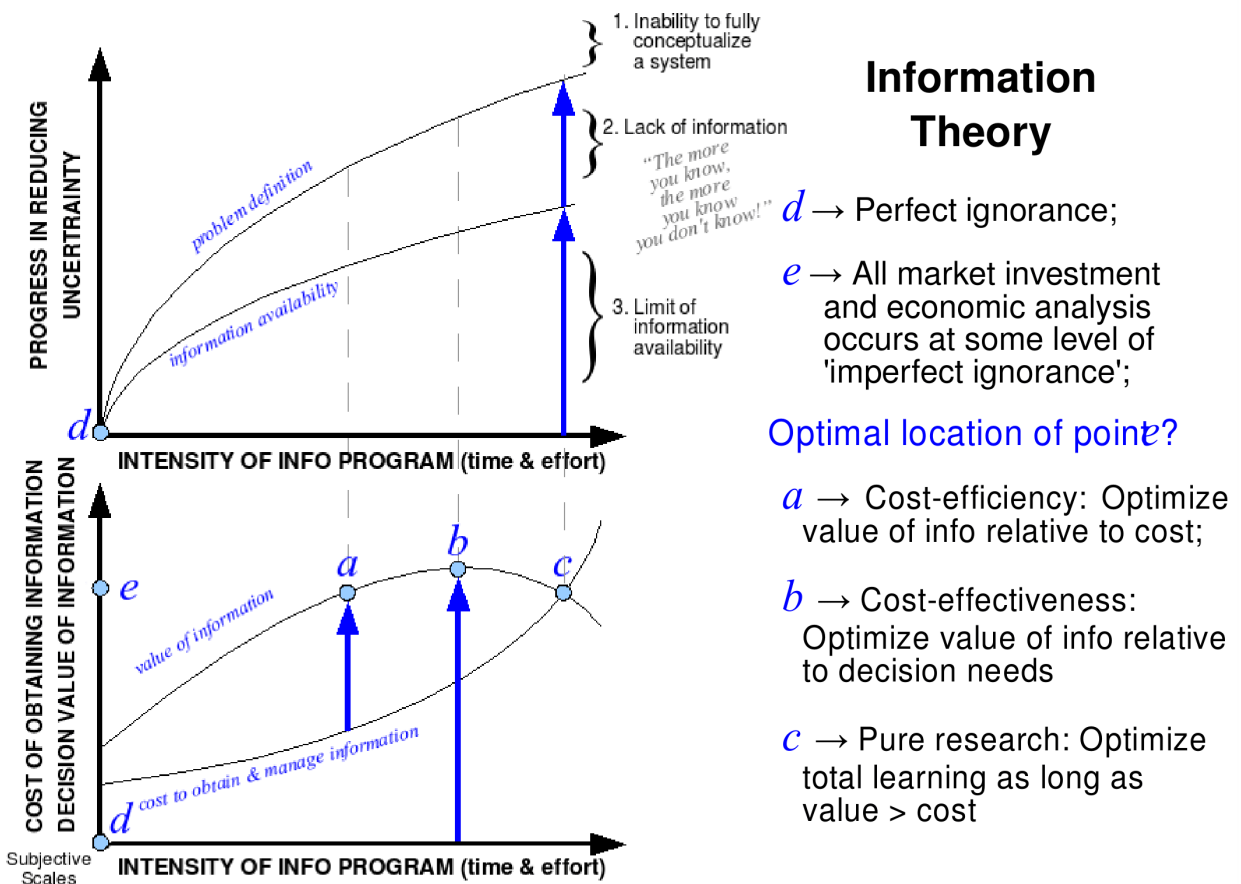 1. Inability to fully
conceptualize
a system
2. Lack of information
“The more
you know,
the more
you know
you don't know!”
3. Limit of
information
availability
PROGRESS IN REDUCING
UNCERTAINTY
problem definition
information availability
d
INTENSITY OF INFO PROGRAM (time & effort)
COST OF OBTAINING INFORMATION
DECISION VALUE OF INFORMATION
e
a
b
c
value of information
cost to obtain & manage information
d
Subjective
Scales
INTENSITY OF INFO PROGRAM (time & effort)
Information
Theory
d → Perfect ignorance;
e → All market investment
and economic analysis
occurs at some level of
'imperfect ignorance';
Optimal location of point e?
a → Cost-efficiency: Optimize
value of info relative to cost;
b → Cost-effectiveness:
Optimize value of info relative
to decision needs
c → Pure research: Optimize
total learning as long as
value > cost